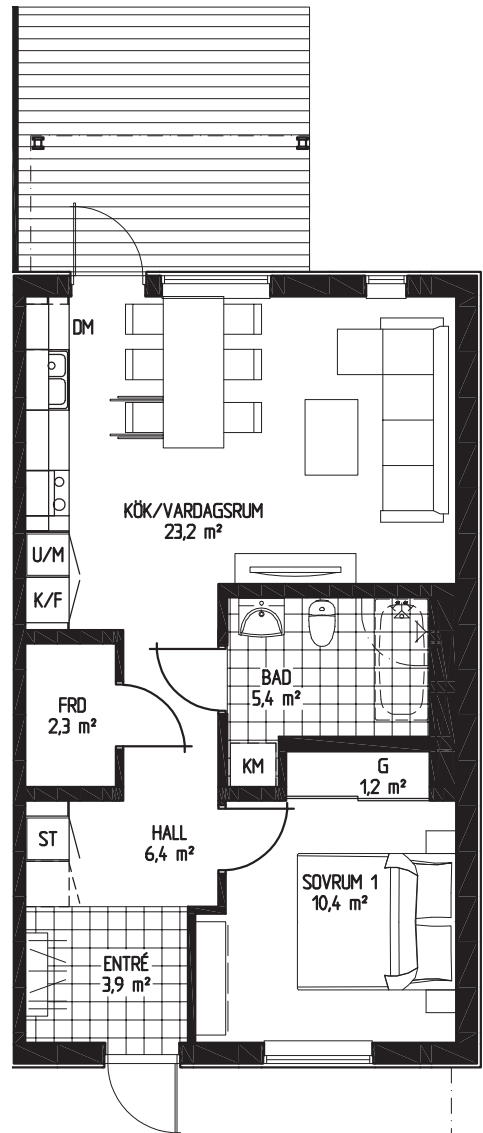 DM
KÖK/VARDAGSRUM
23,2 m²
U/M
K/F
BAD
5,4 m²
FRD
2,3 m²
KM
G
1,2 m²
ST
HALL
6,4 m²
SOVRUM 1
10,4 m²
ENTRÉ
3,9 m²